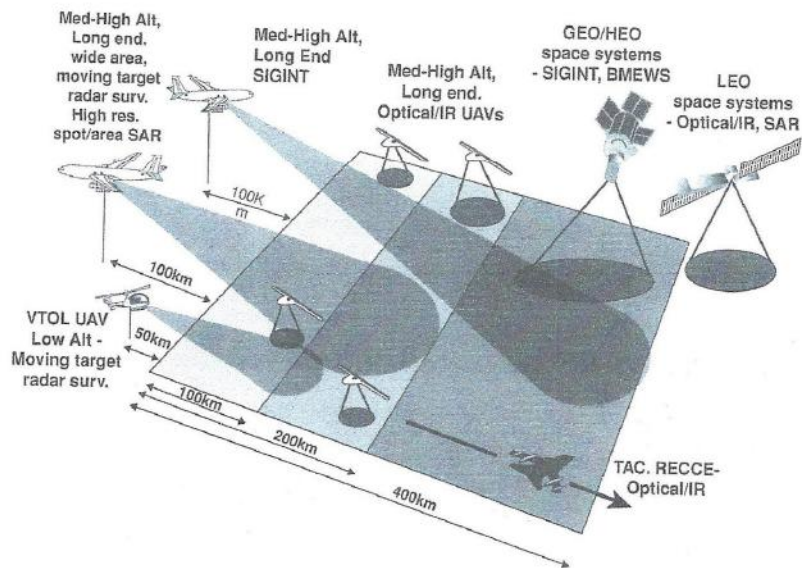 Med-High Alt,
Long end.
wide area,
moving target
radar surv.
High res.
spot/area SAR
Med-High Alt,
Long End
SIGINT
Med-High Alt,
Long end.
Optical/IR UAVs
GEO/HEO
space systems
- SIGINT, BMEWS
LEO
space systems
- Optical/IR, SAR
100K
m
100km
VTOL UAV
Low Alt -
Moving target
radar surv.
50km
100km
200km
400km
TAC. RECCE-
Optical/IR